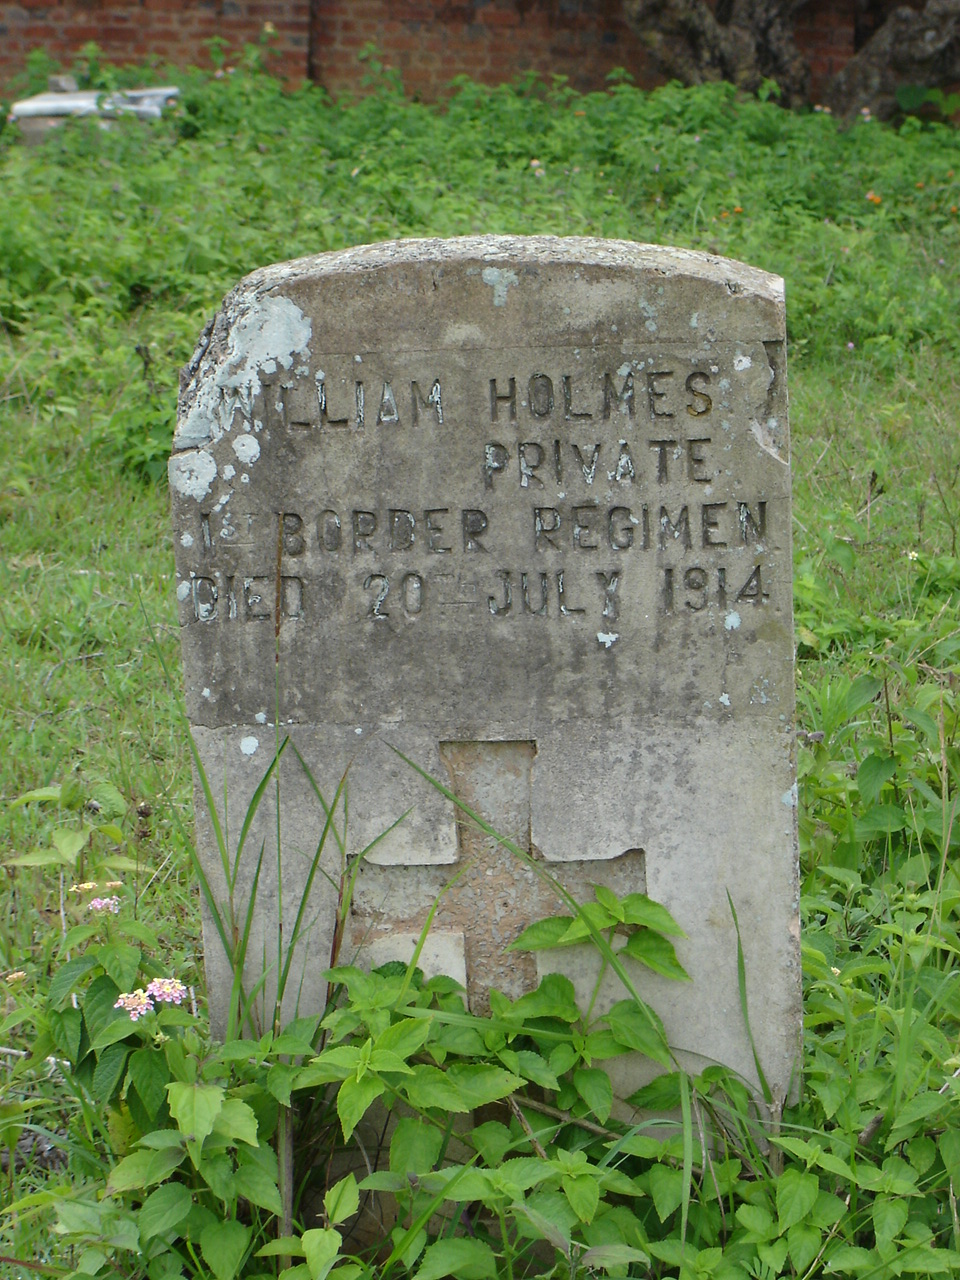 WILLIAM HOLMES
PRIVATE
1ST BORDER REGIMEN
DIED 20TH JULY 1914.